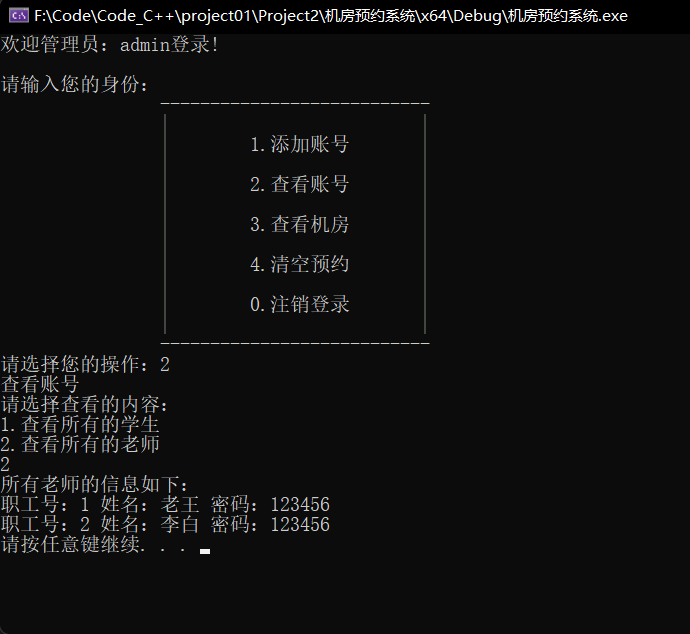 F:\Code\Code_C++\project01\Project2\机房预约系统\x64\Debug\机房预约系统.exe
欢迎管理员：admin登录！
请输入您的身份：
---------------------------
1.添加账号
2.查看账号
3.查看机房
4.清空预约
0.注销登录
---------------------------
请选择您的操作：2
查看账号
请选择查看的内容：
1.查看所有的学生
2.查看所有的老师
2
所有老师的信息如下：
职工号：1 姓名：老王 密码：123456
职工号：2 姓名：李白 密码：123456
请按任意键继续. . .